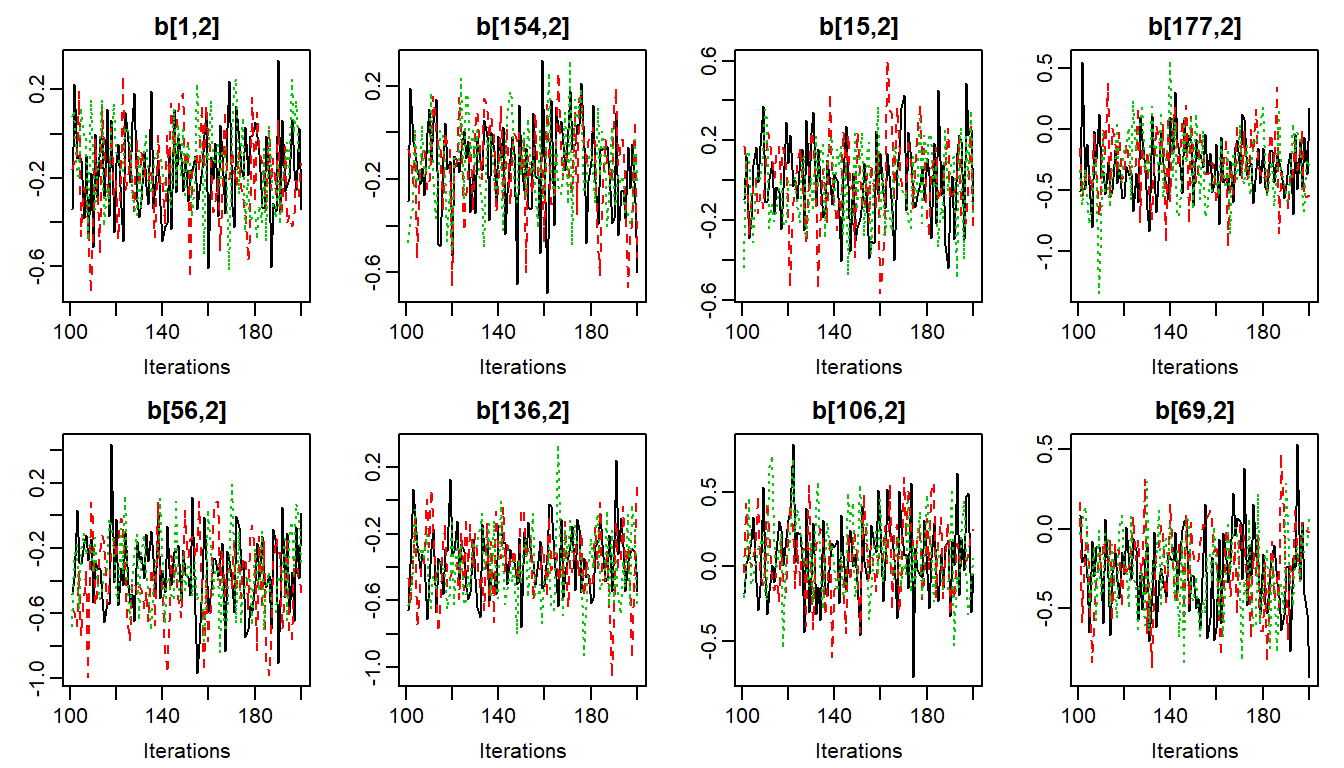 b[1,2] b[154,2] b[15,2] b[177,2]
0.2 -0.2 -0.6
0.2 -0.2 -0.6
0.6 0.2 -0.2 -0.6
0.5 0.0 -0.5 -1.0
100 140 180 100 140 180 100 140 180 100 140 180
Iterations Iterations Iterations Iterations
b[56,2] b[136,2] b[106,2] b[69,2]
0.2 -0.2 -0.6 -1.0
0.2 -0.2 -0.6 -1.0
0.5 0.0 -0.5
0.5 0.0 -0.5
100 140 180 100 140 180 100 140 180 100 140 180
Iterations Iterations Iterations Iterations